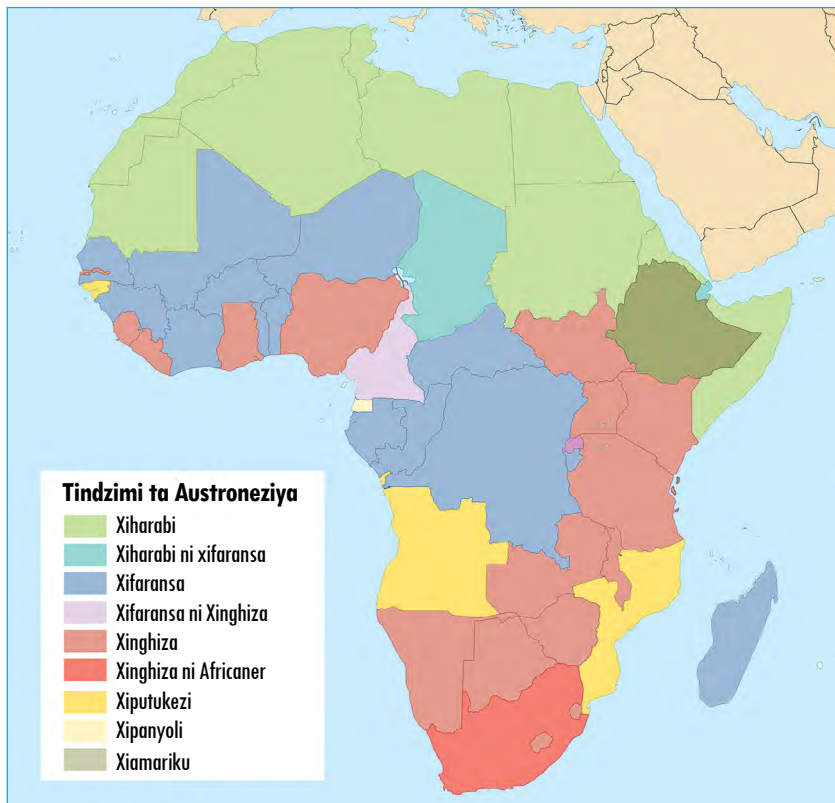 Tindzimi ta Austroneziya
Xiharabi
Xiharabi ni xifaransa
Xifaransa
Xifaransa ni Xinghiza
Xinghiza
Xinghiza ni Africaner
Xiputukezi
Xipanyoli
Xiamariku